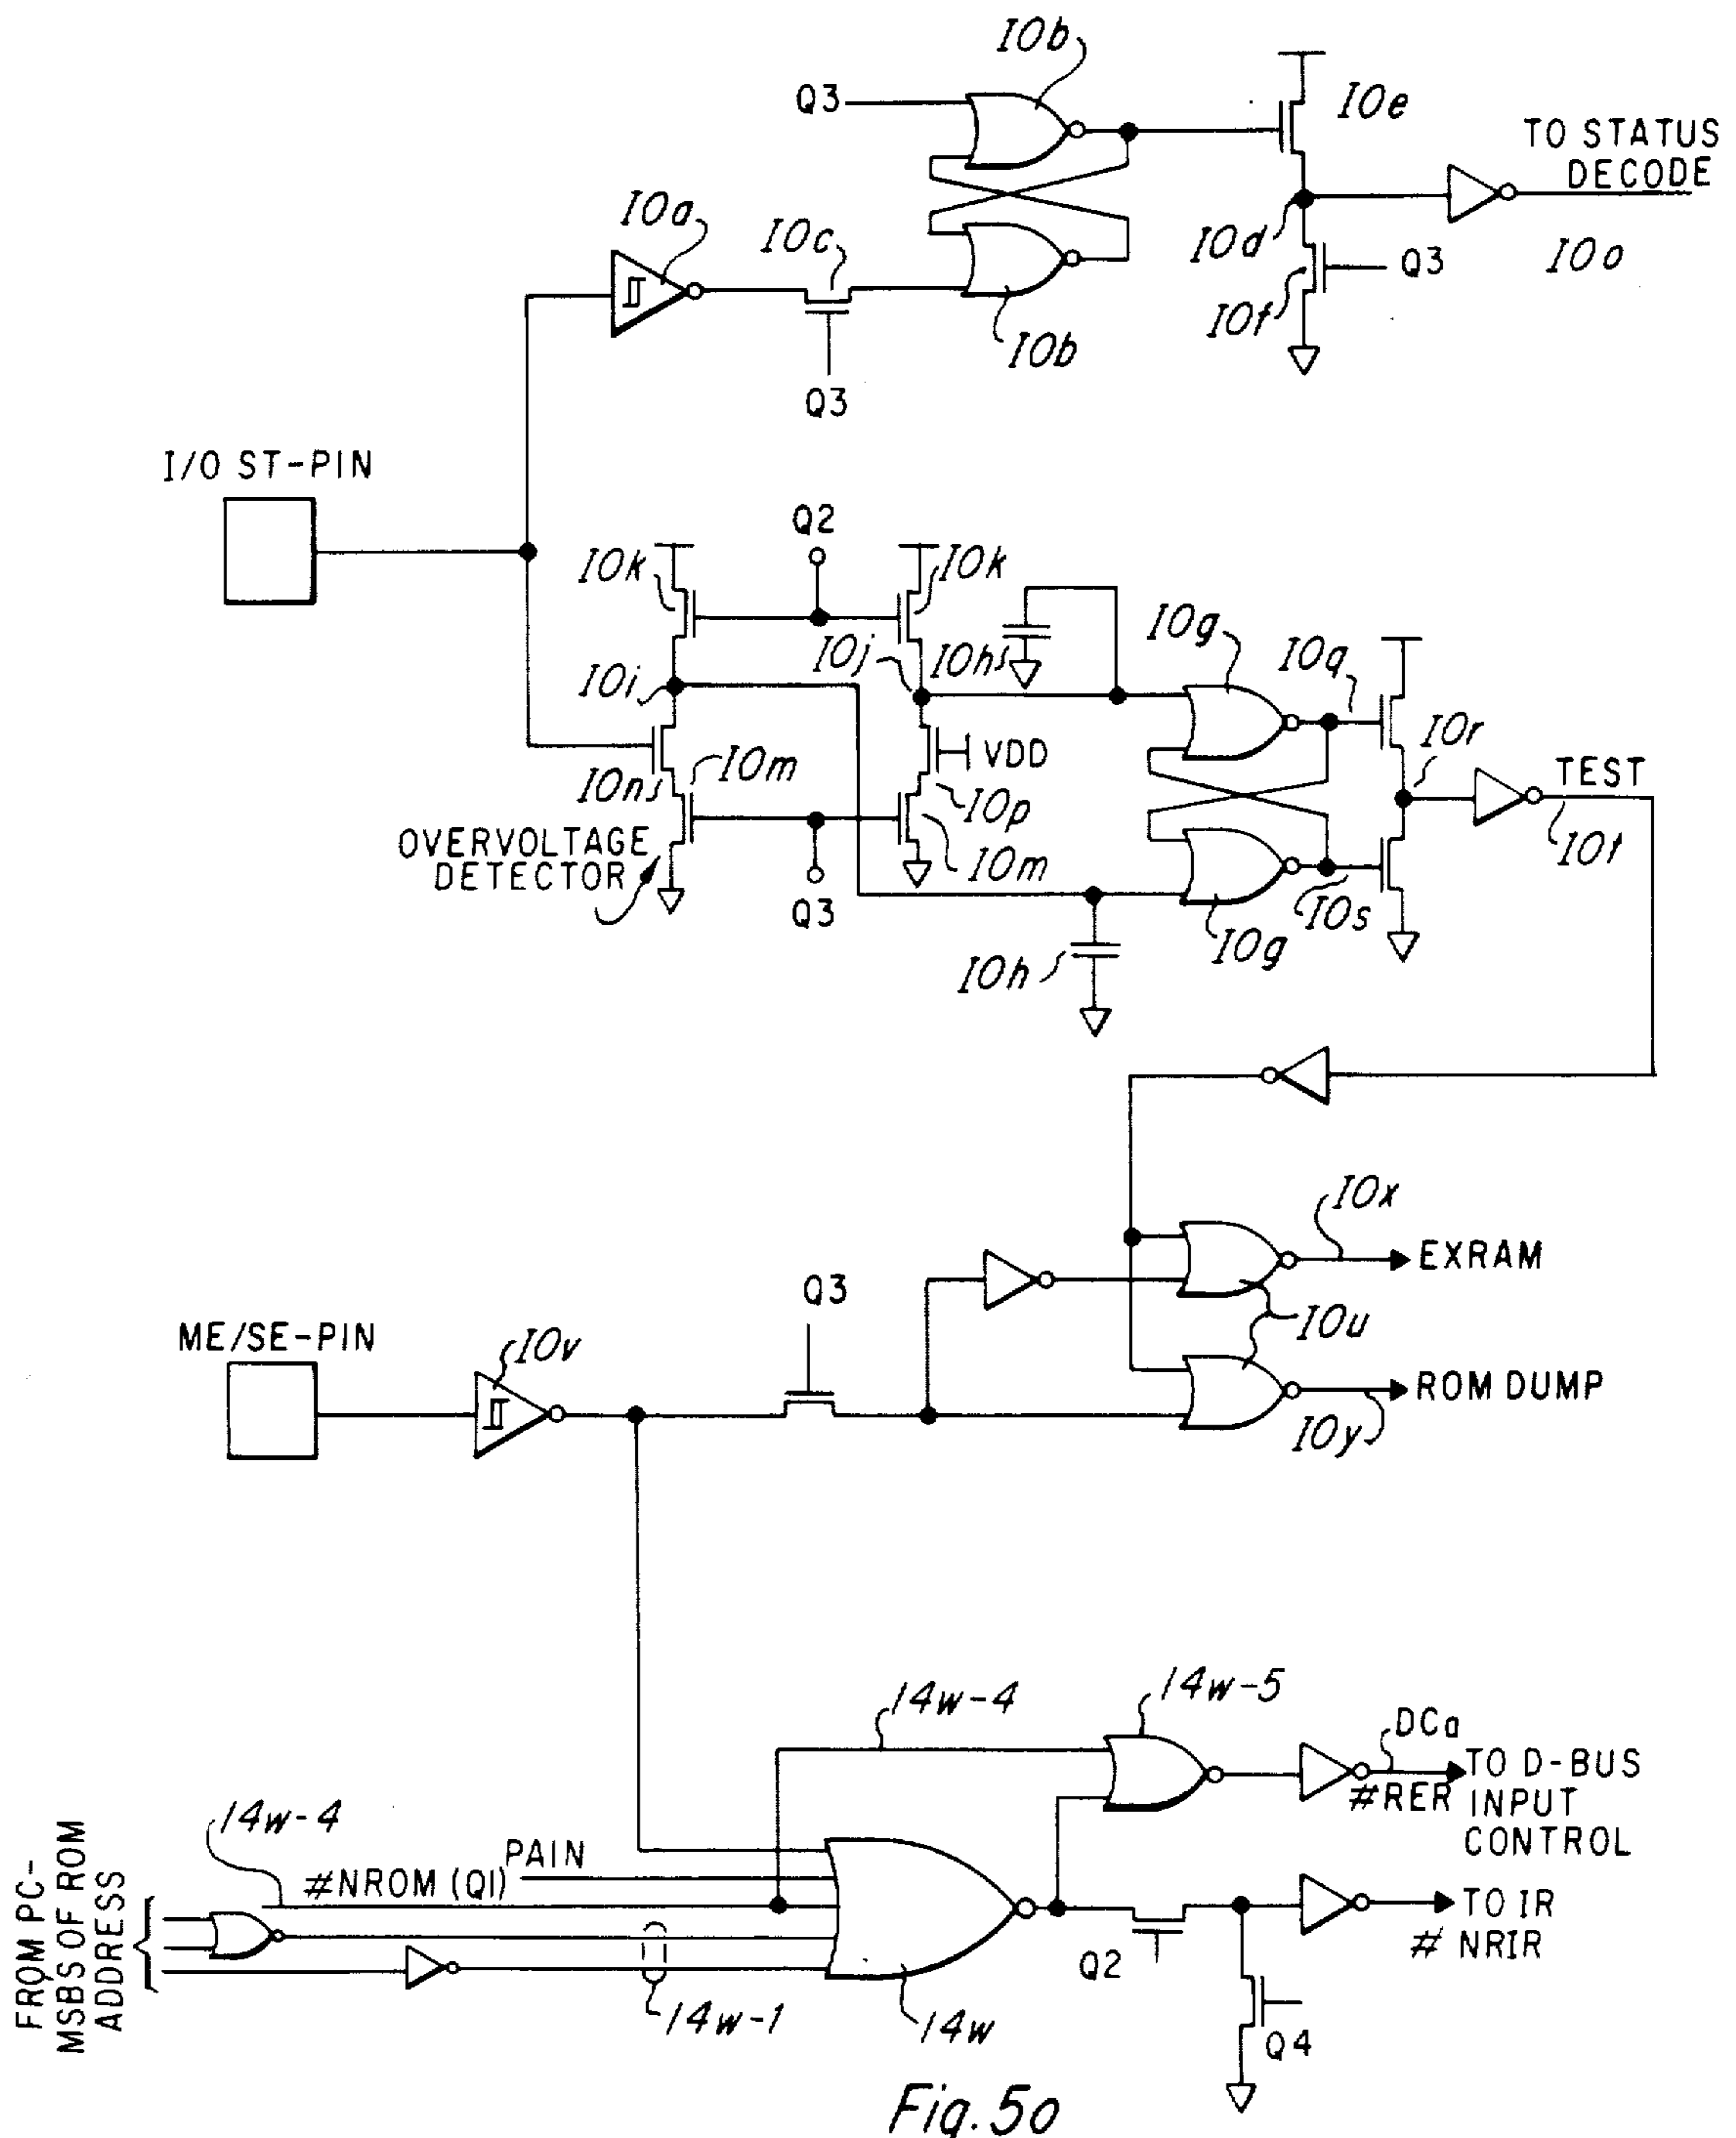 10b
Q3
10e
TO STATUS
DECODE
10a
10c
10d
Q3
10o
10f
10b
Q3
I/O ST-PIN
Q2
10k
10k
10g
10h
10j
10q
10i
10r
VDD
TEST
10n
10m
10p
OVERVOLTAGE
DETECTOR
10m
10t
Q3
10s
10g
10h
10x
EXRAM
Q3
10u
ME/SE-PIN
10v
ROM DUMP
10y
14w-4
14w-5
DCa
TO D-BUS
#RER INPUT
CONTROL
14w-4
PAIN
#NROM (Q1)
FROM PC-
MSBS OF ROM
ADDRESS
TO IR
# NRIR
Q2
14w-1
14w
Q4
Fig. 5o